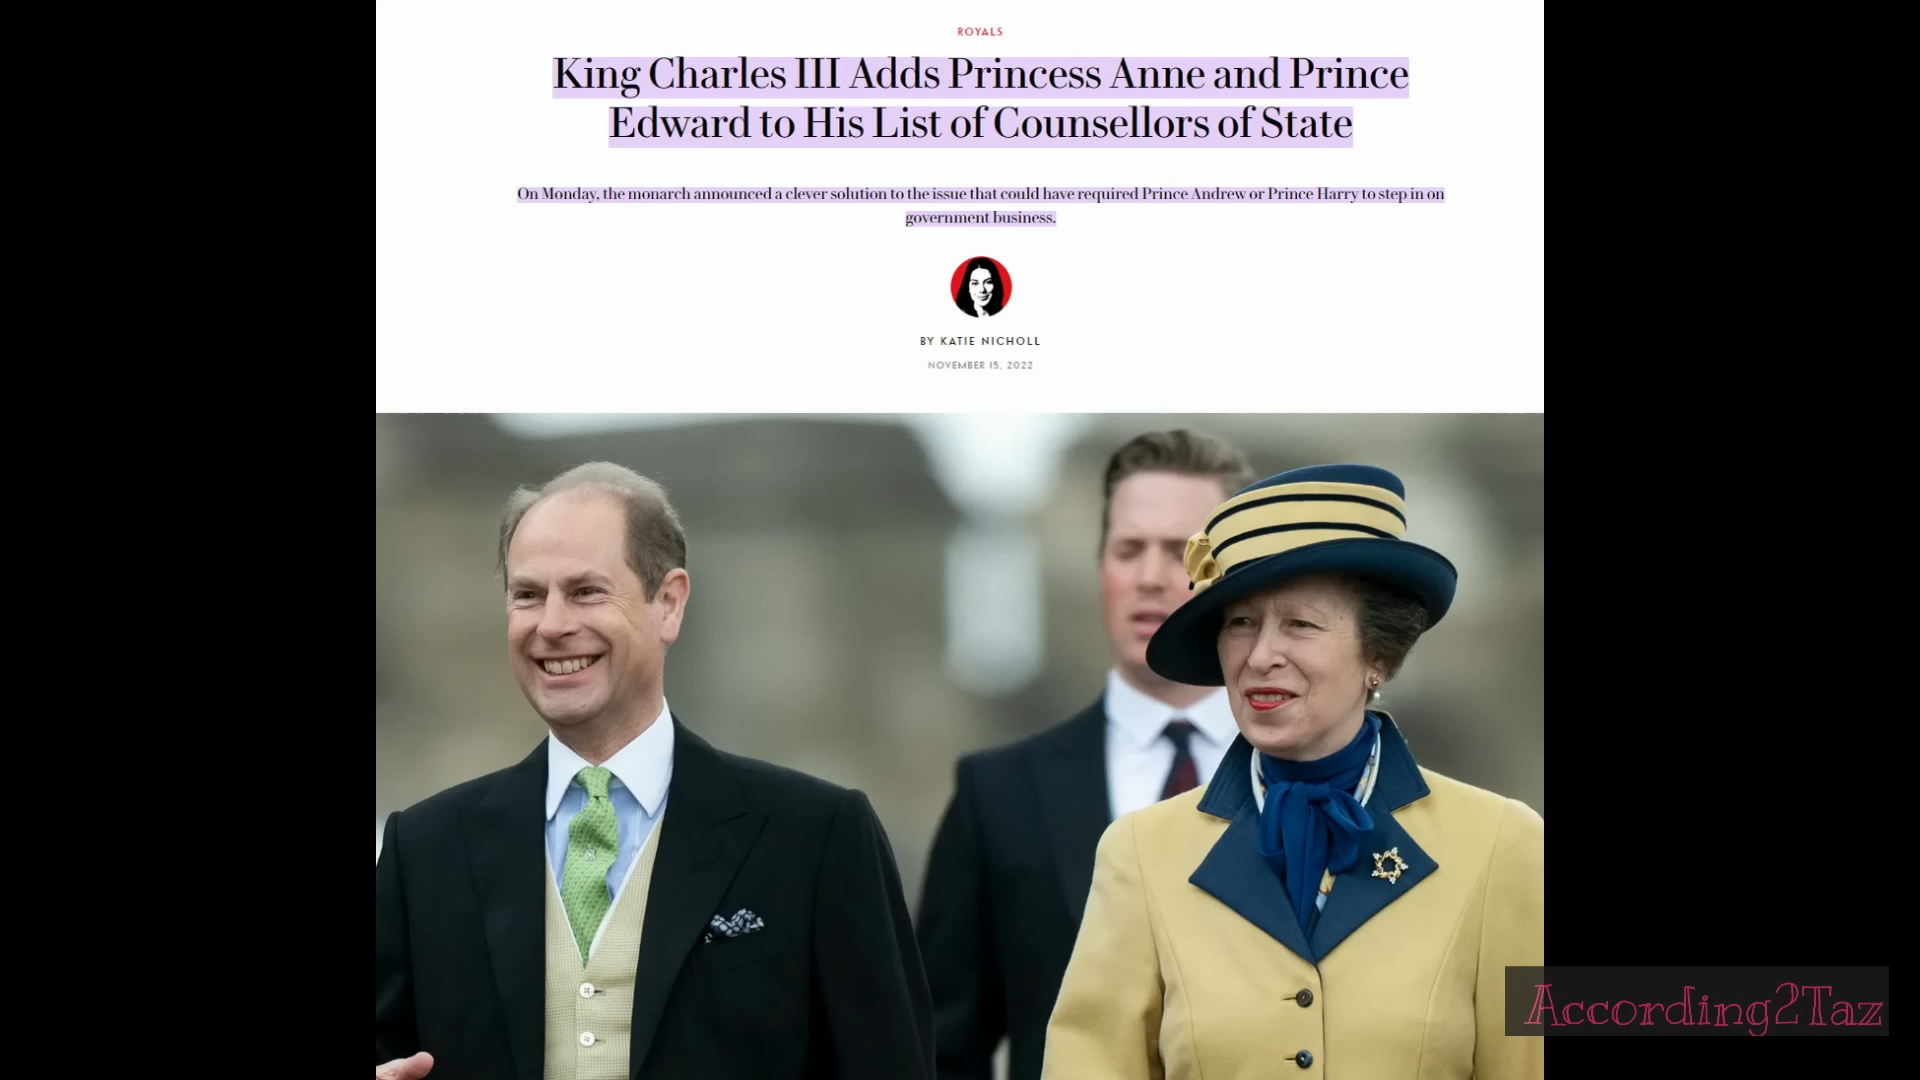 ROYALS
King Charles III Adds Princess Anne and Prince
Edward to His List of Counsellors of State
On Monday, the monarch announced a clever solution to the issue that could have required Prince Andrew or Prince Harry to step in on
government business.
BY KATIE NICHOLL
NOVEMBER 15, 2022
According2Taz